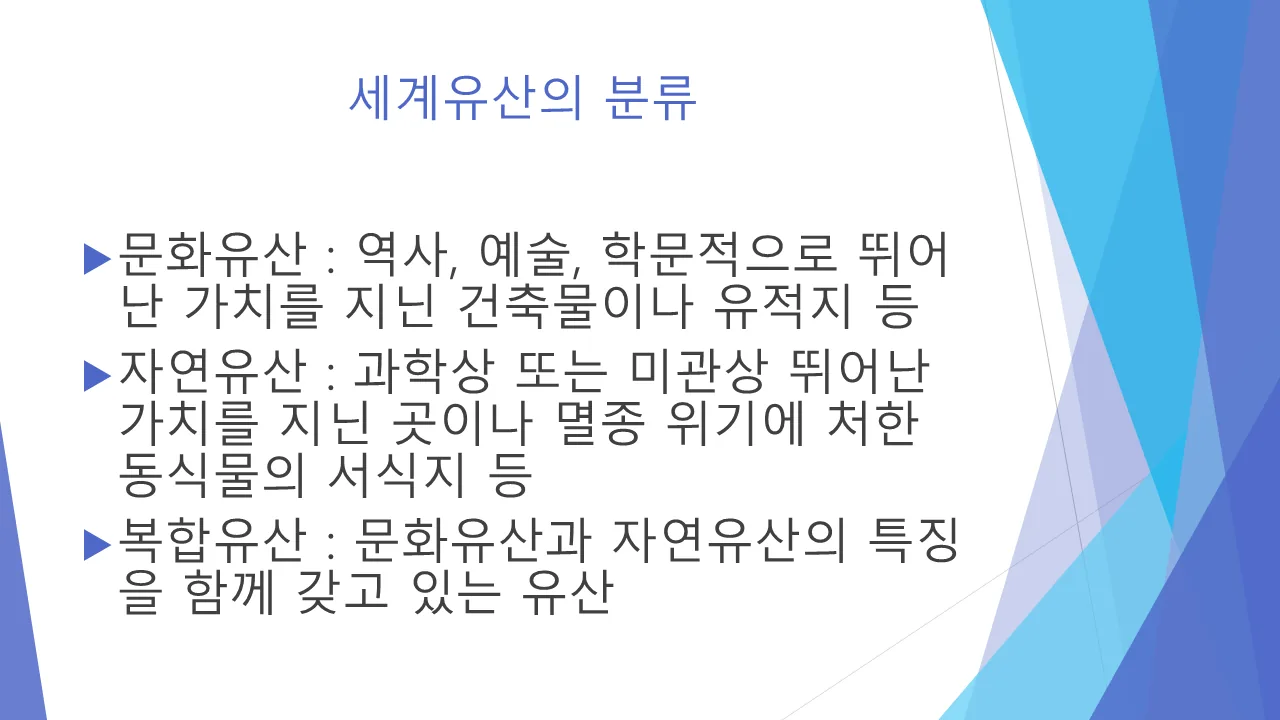 세계유산의 분류
문화유산 : 역사, 예술, 학문적으로 뛰어
난 가치를 지닌 건축물이나 유적지 등
자연유산 : 과학상 또는 미관상 뛰어난
가치를 지닌 곳이나 멸종 위기에 처한
동식물의 서식지 등
복합유산 : 문화유산과 자연유산의 특징
을 함께 갖고 있는 유산